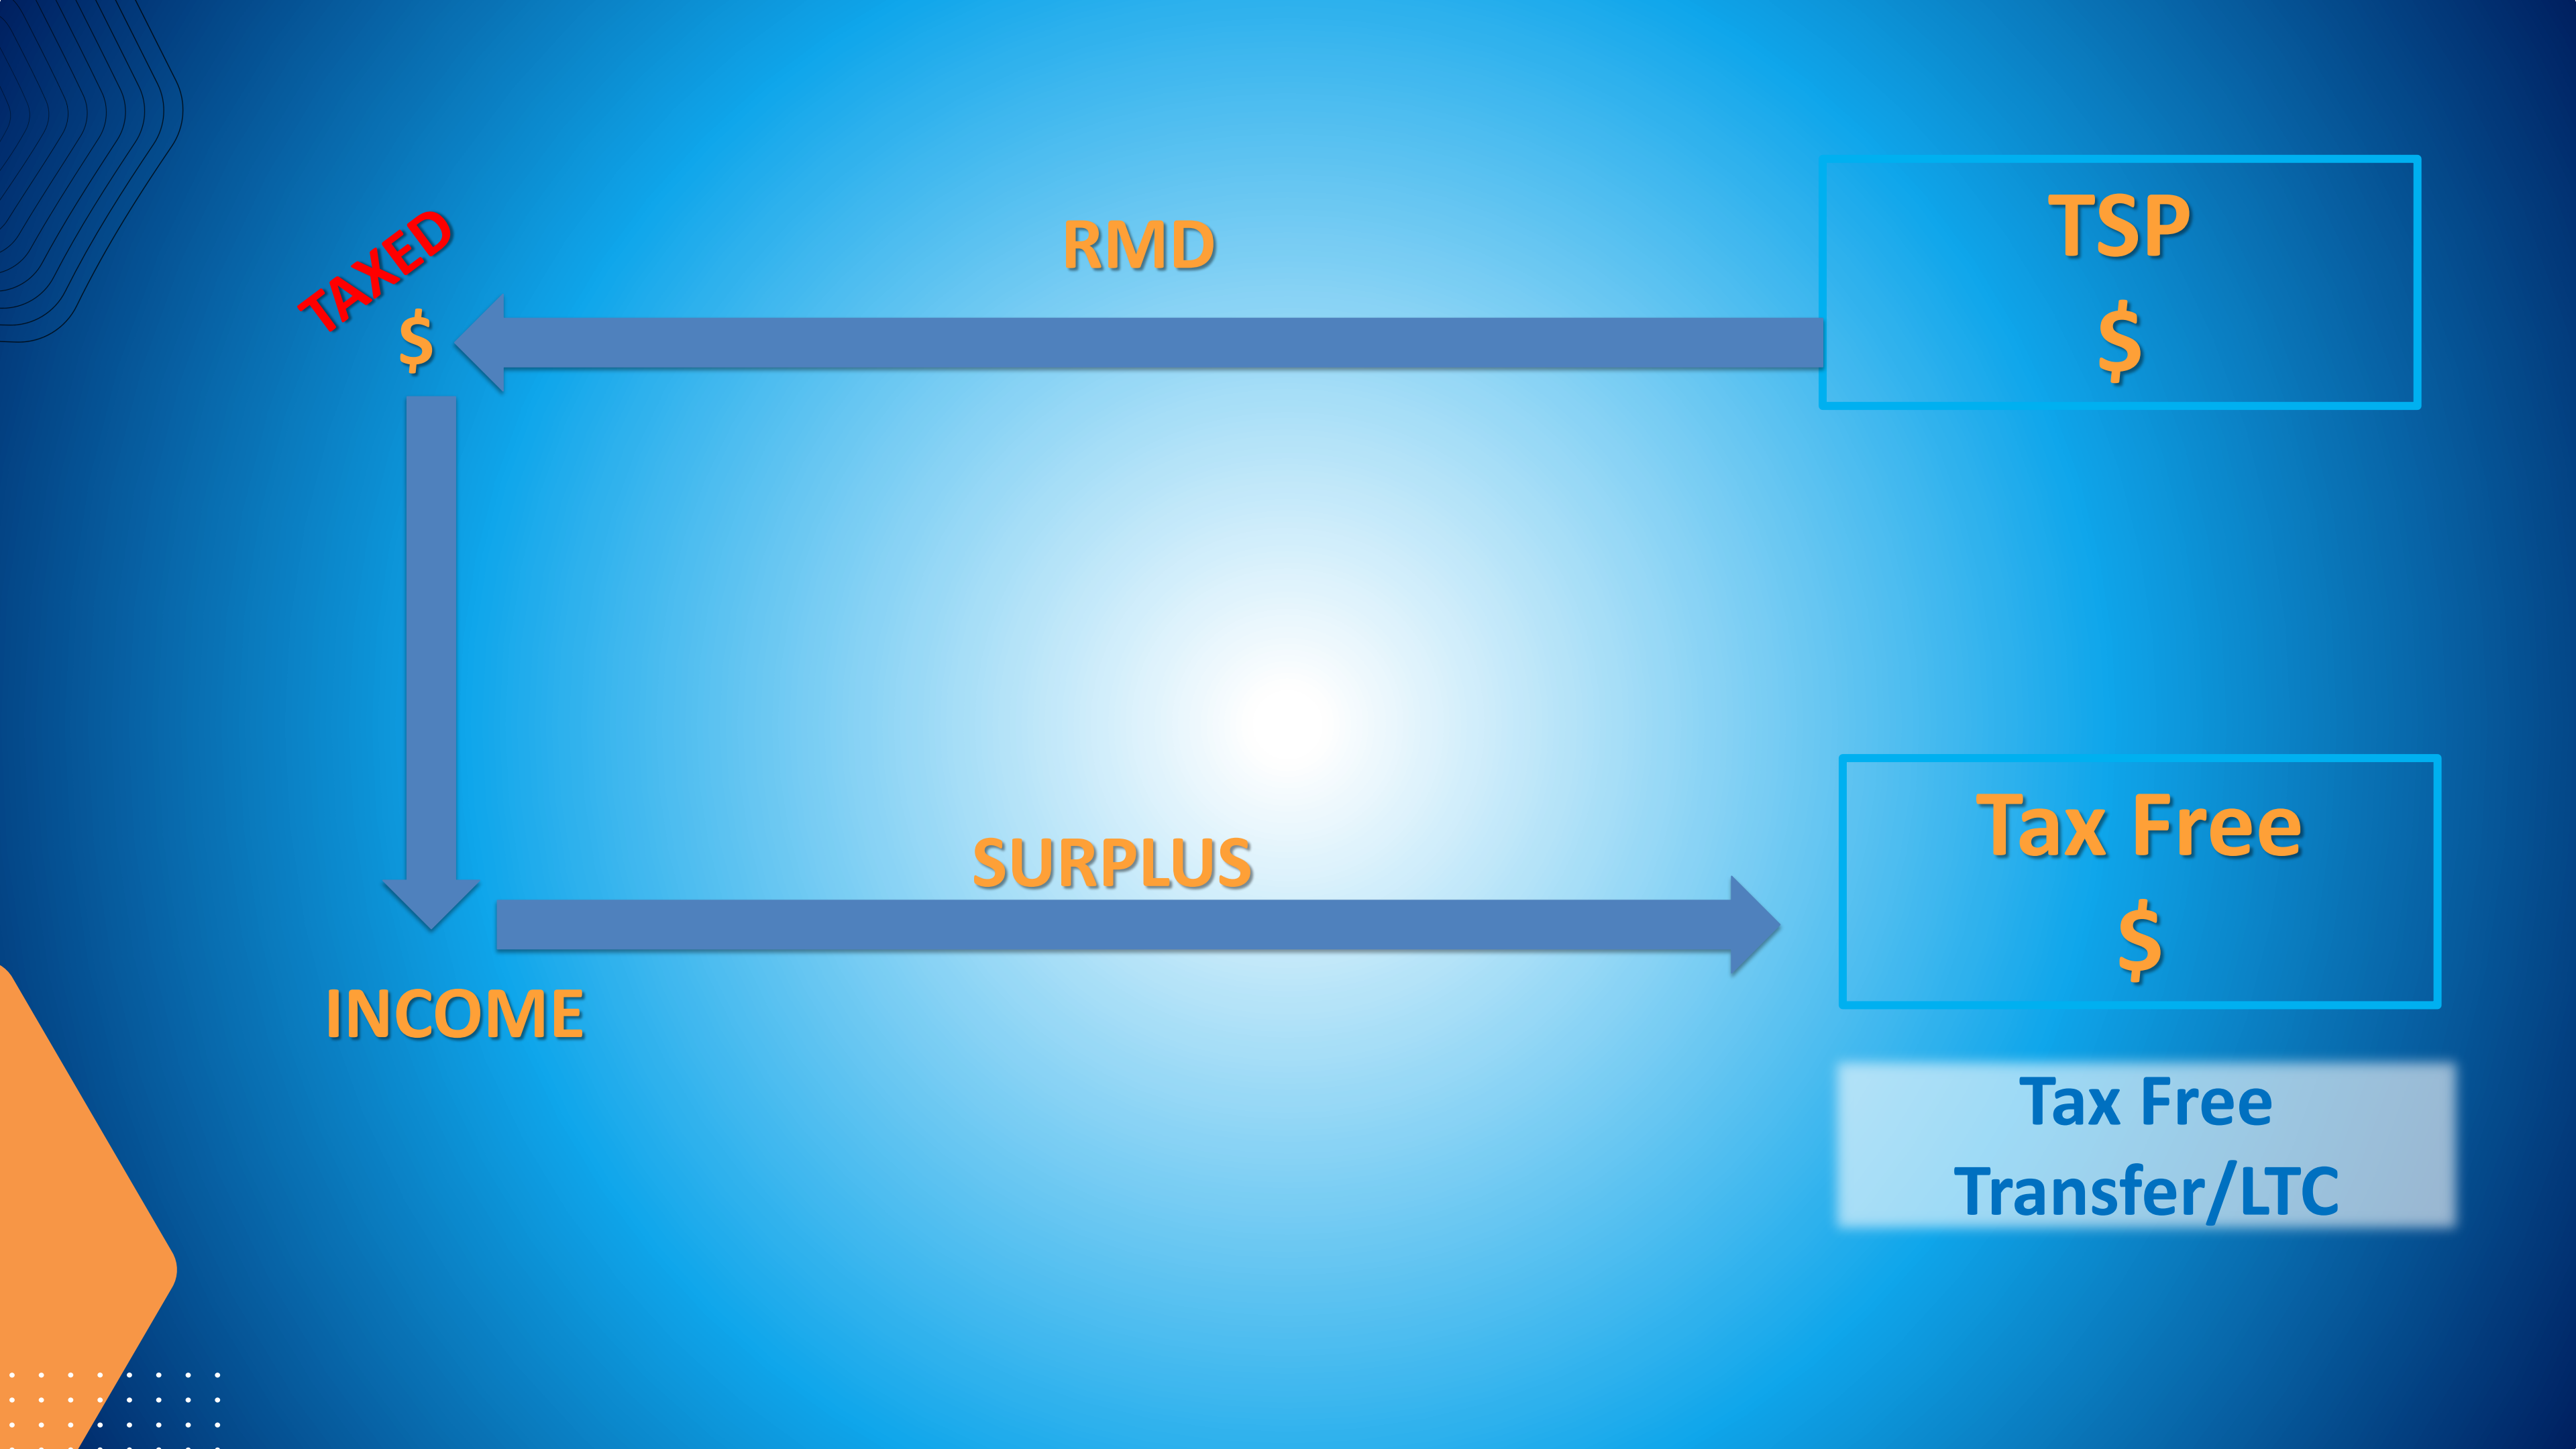 TAXED
$
RMD
TSP
$
SURPLUS
INCOME
Tax Free
$
Tax Free
Transfer/LTC